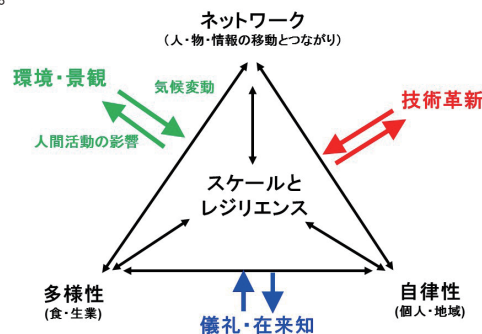 ネットワーク
(人・物・情報の移動とつながり)
環境・景観
気候変動
技術革新
人間活動の影響
スケールと
レジリエンス
多様性
(食・生業)
自律性
(個人・地域)
儀礼・在来知